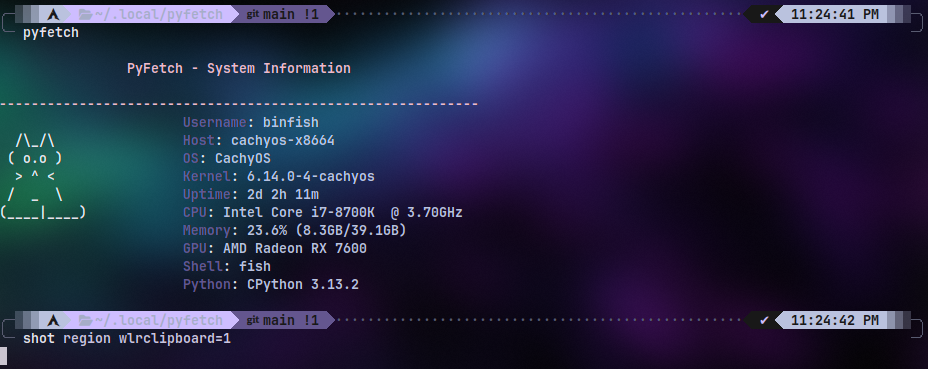 ~/.local/pyfetch git main !1 ✔ 11:24:41 PM
pyfetch
PyFetch - System Information
------------------------------------------------------------
Username: binfish
/\_/\ Host: cachyos-x8664
( o.o ) OS: CachyOS
> ^ < Kernel: 6.14.0-4-cachyos
/ _ \ Uptime: 2d 2h 11m
(____|____) CPU: Intel Core i7-8700K @ 3.70GHz
Memory: 23.6% (8.3GB/39.1GB)
GPU: AMD Radeon RX 7600
Shell: fish
Python: CPython 3.13.2
~/.local/pyfetch git main !1 ✔ 11:24:42 PM
shot region wlrclipboard=1